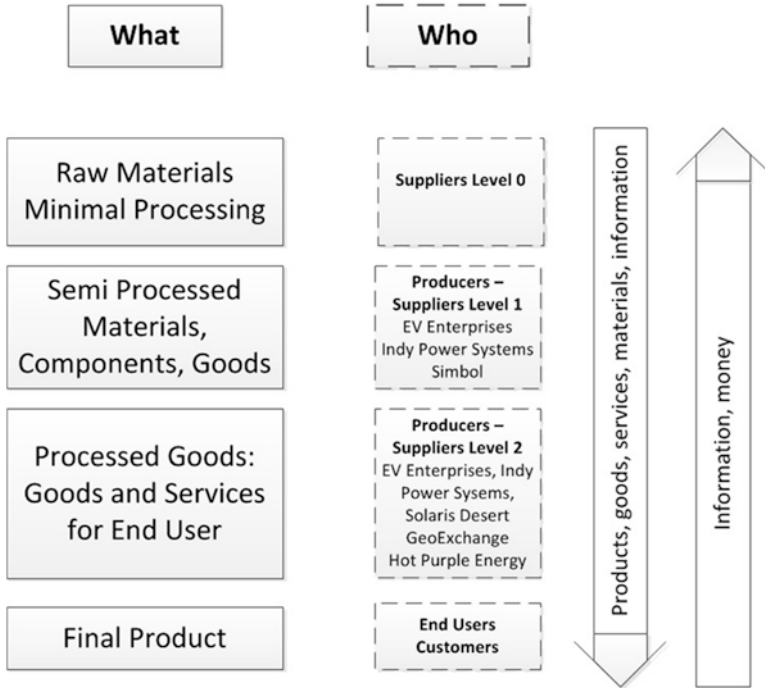 What
Who
Raw Materials
Minimal Processing
Suppliers Level 0
Semi Processed
Materials,
Components, Goods
Producers –
Suppliers Level 1
EV Enterprises
Indy Power Systems
Simbol
Processed Goods:
Goods and Services
for End User
Producers –
Suppliers Level 2
EV Enterprises, Indy
Power Sysems,
Solaris Desert
GeoExchange
Hot Purple Energy
Final Product
End Users
Customers
Products, goods, services, materials, information
Information, money